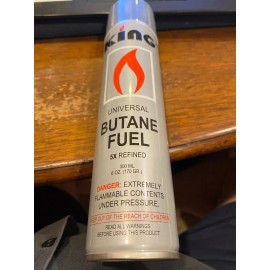 KING
UNIVERSAL
BUTANE
FUEL
5X REFINED
300 ML
6 OZ. (170 GR.)
DANGER: EXTREMELY
FLAMMABLE CONTENTS
UNDER PRESSURE.
KEEP OUT OF THE REACH OF CHILDREN
READ ALL WARNINGS
BEFORE USING THIS PRODUCT.